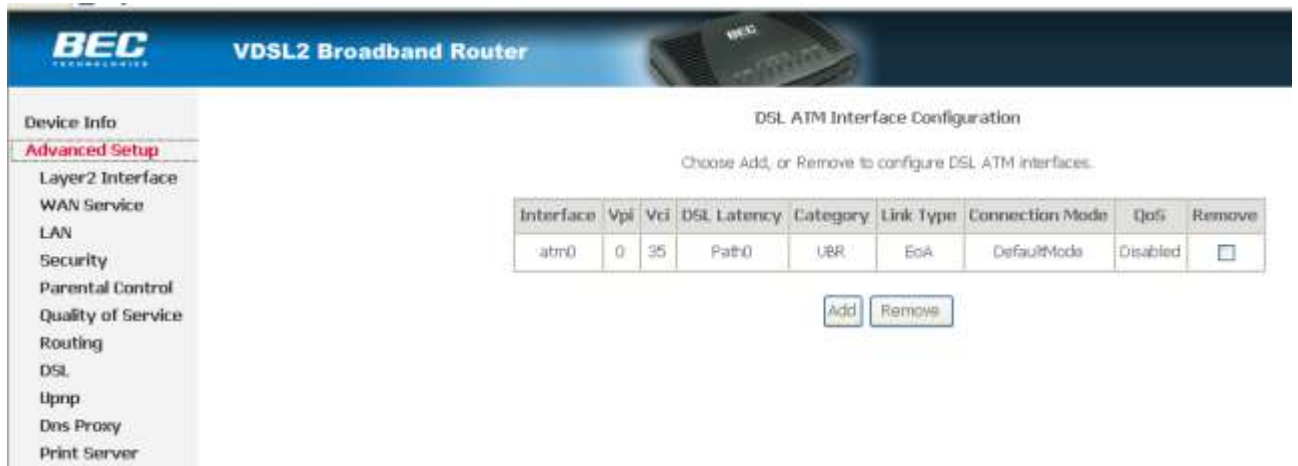 BEC
TECHNOLOGIES
VDSL2 Broadband Router
BEC
Device Info
Advanced Setup
Layer2 Interface
WAN Service
LAN
Security
Parental Control
Quality of Service
Routing
DSL
Upnp
Dns Proxy
Print Server
DSL ATM Interface Configuration
Choose Add, or Remove to configure DSL ATM interfaces.
Interface Vpi Vci DSL Latency Category Link Type Connection Mode QoS Remove
atm0 0 35 Path0 UBR EoA DefaultMode Disabled
Add Remove